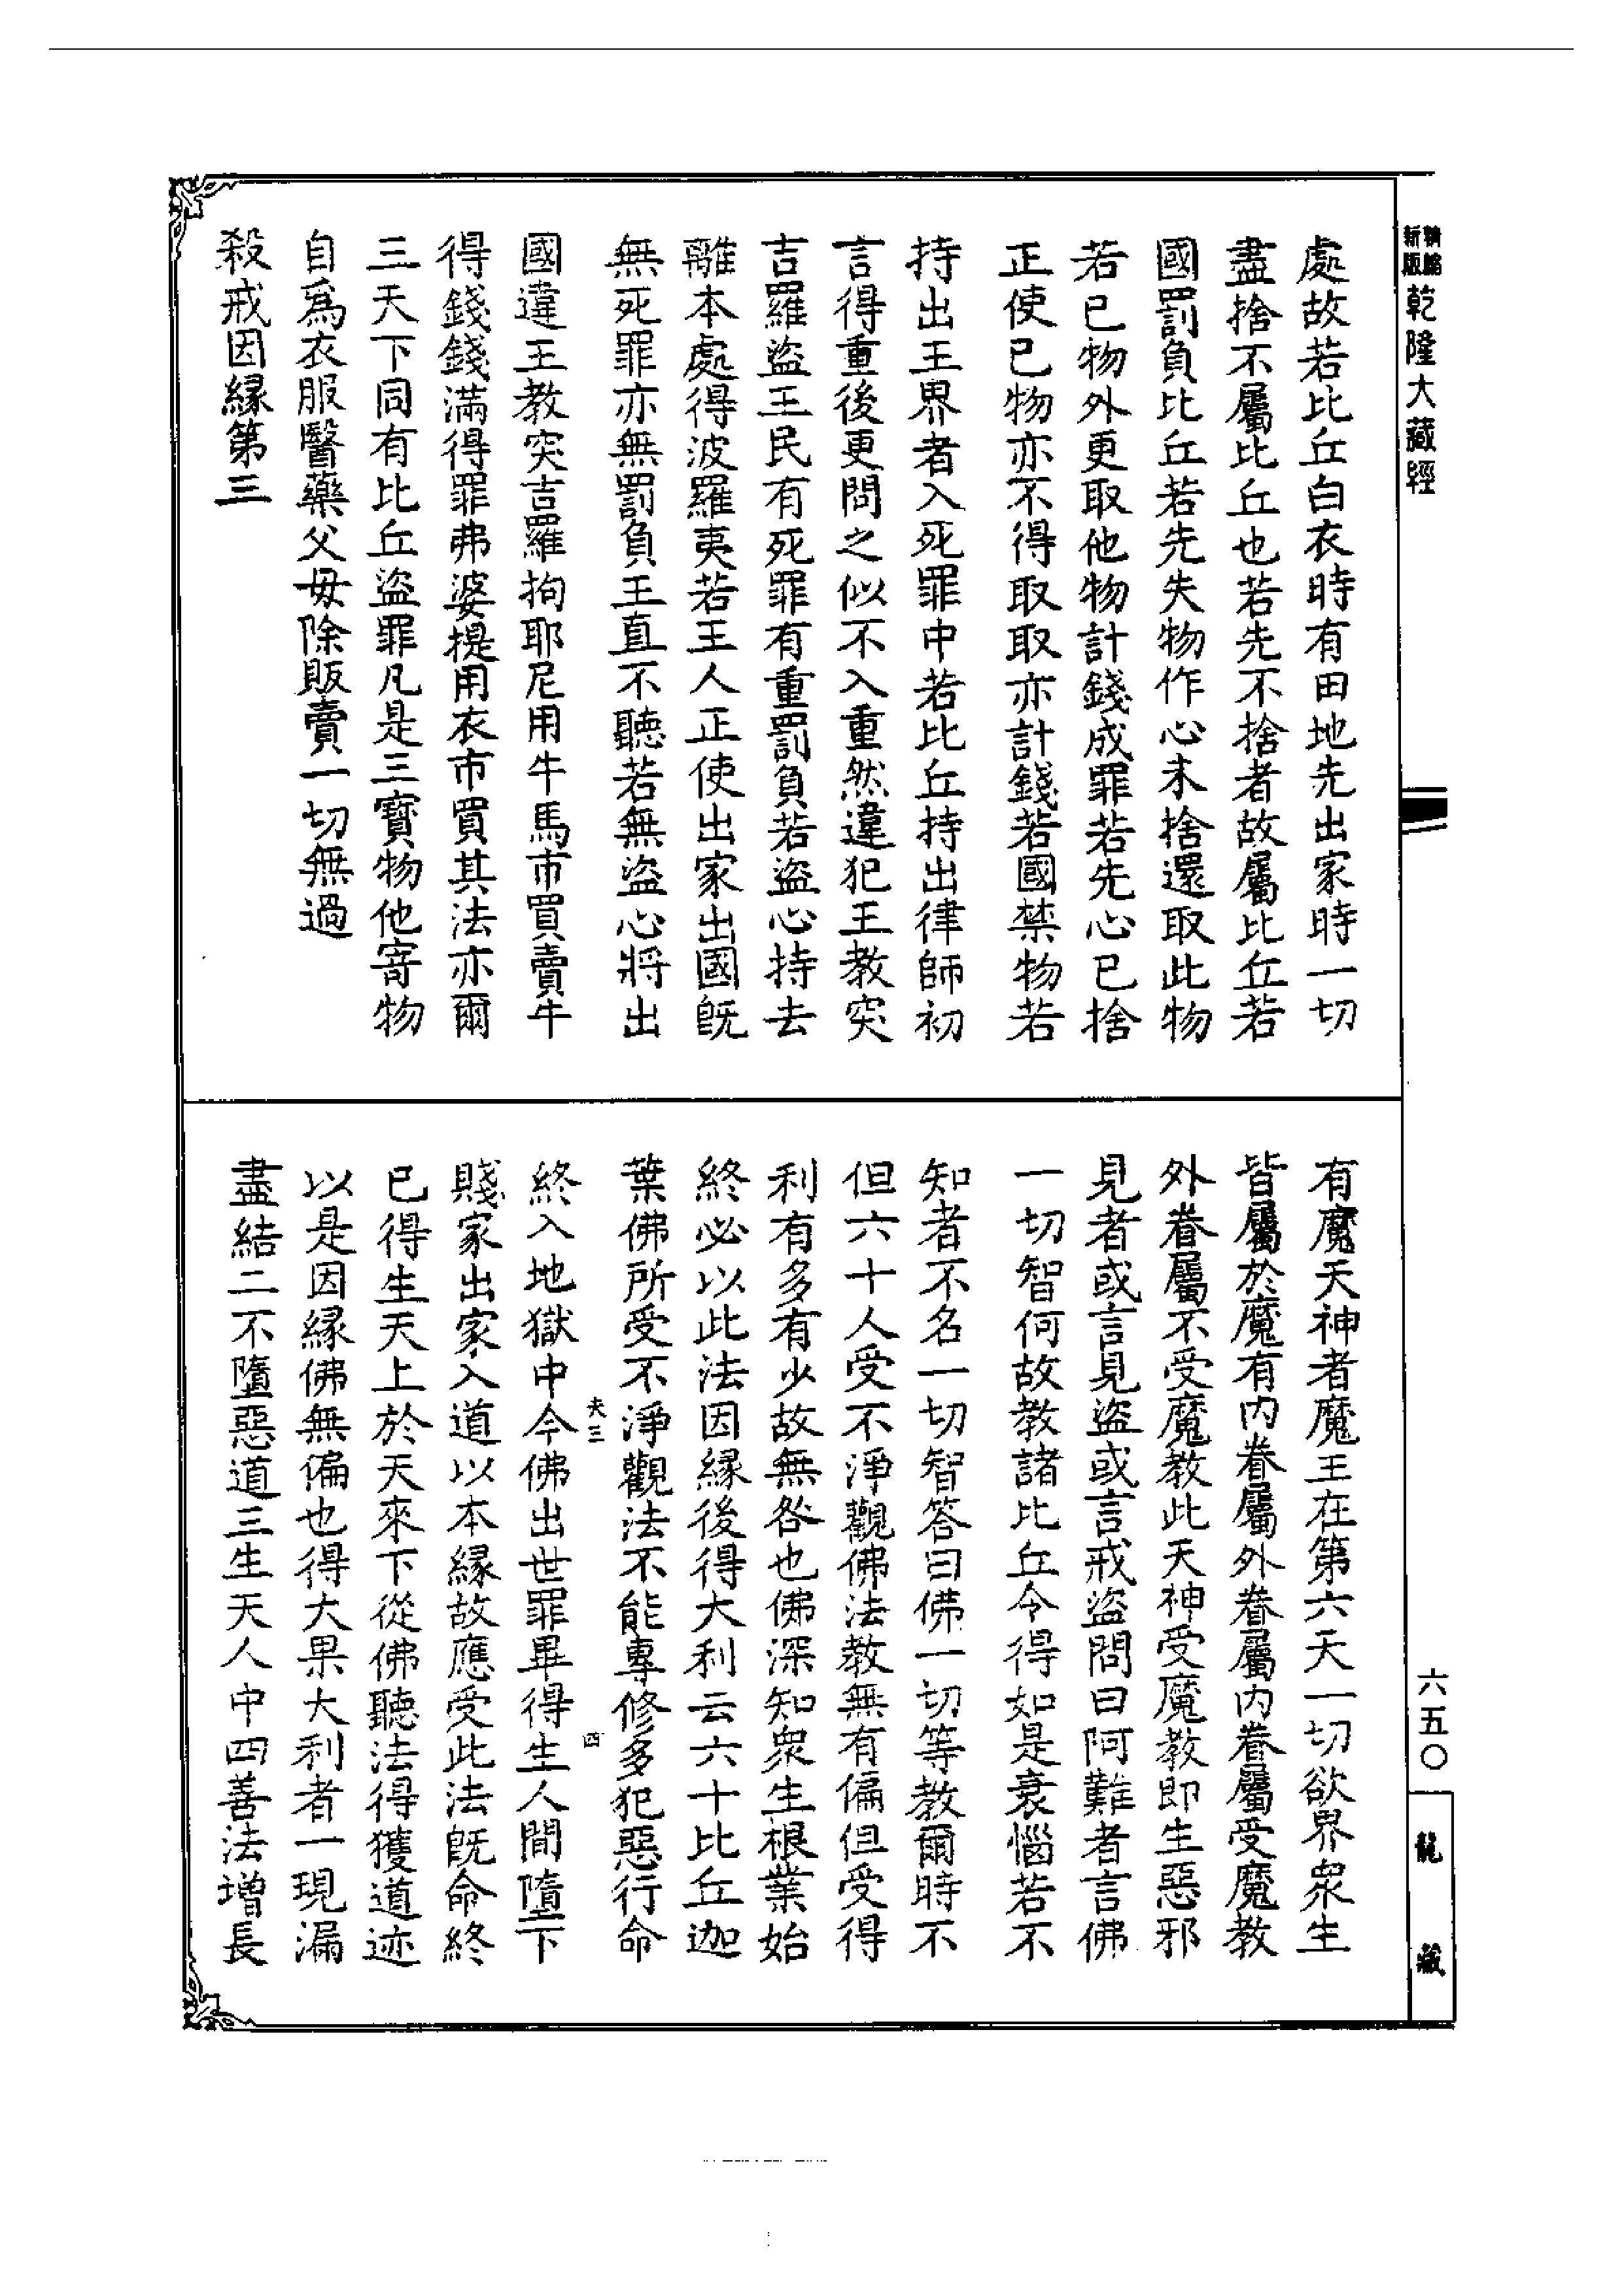 新編縮版乾隆大藏經
處故若比丘白衣時有田地先出家時一切
盡捨不屬比丘也若先不捨者故屬比丘若
國罰負比丘若先失物作心未捨還取此物
若已物外更取他物計錢成罪若先心已捨
正使已物亦不得取取亦計錢若國禁物若
持出王界者入死罪中若比丘持出律師初
言得重後更問之似不入重然違犯王教突
吉羅盜王民有死罪有重罰負若盜心持去
離本處得波羅夷若王人正使出家出國旣
無死罪亦無罰負王直不聽若無盜心將出
國違王教突吉羅拘耶尼用牛馬市買賣牛
得錢錢滿得罪弗婆提用衣市買其法亦爾
三天下同有比丘盜罪凡是三寶物他寄物
自爲衣服醫藥父母除販賣一切無過
殺戒因緣第三
有魔天神者魔王在第六天一切欲界衆生
皆屬於魔有內眷屬外眷屬內眷屬受魔教
外眷屬不受魔教此天神受魔教即生惡邪
見者或言見盜或言戒盜問曰阿難者言佛
一切智何故教諸比丘令得如是衰惱若不
知者不名一切智答曰佛一切等教爾時不
但六十人受不淨觀佛法教無有偏但受得
利有多有少故無咎也佛深知衆生根業始
終必以此法因緣後得大利云六十比丘迦
葉佛所受不淨觀法不能專修多犯惡行命
夫三
四
終入地獄中今佛出世罪畢得生人間墮下
賤家出家入道以本緣故應受此法旣命終
已得生天上於天來下從佛聽法得獲道迹
以是因緣佛無偏也得大果大利者一現漏
盡結二不墮惡道三生天人中四善法增長
六五〇
龍藏